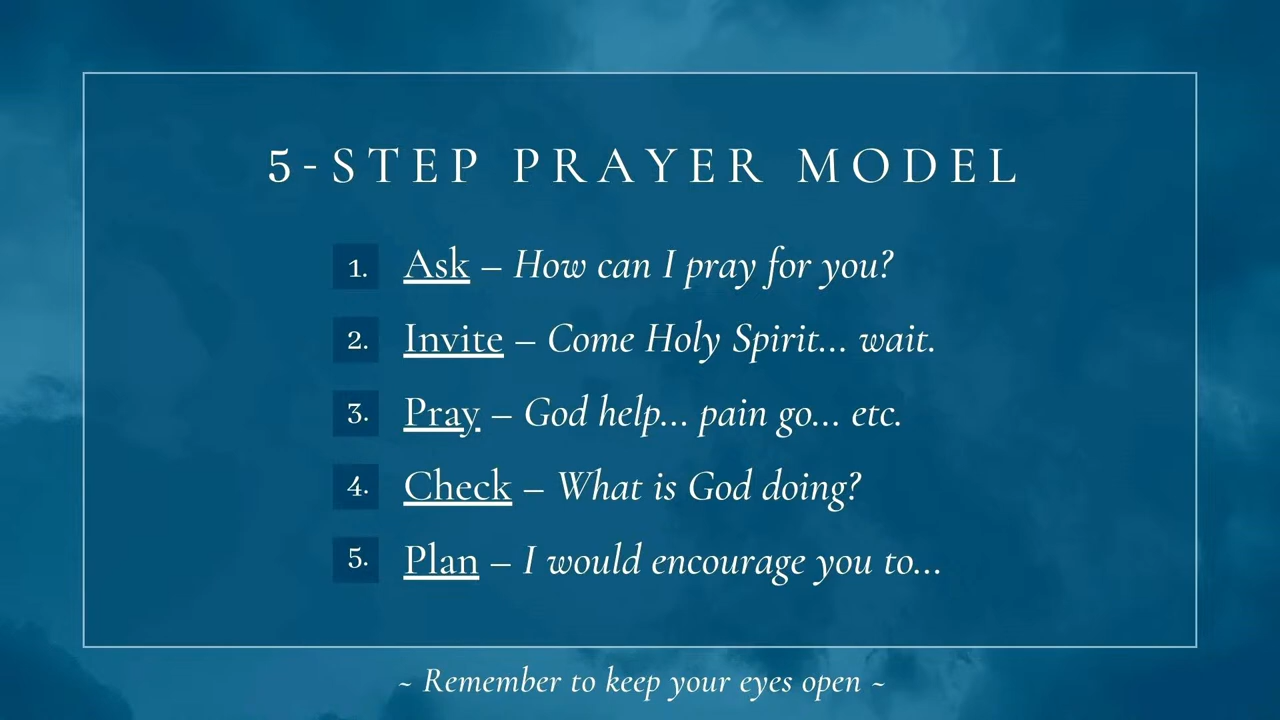 5-STEP PRAYER MODEL
1. Ask – How can I pray for you?
2. Invite – Come Holy Spirit... wait.
3. Pray – God help... pain go... etc.
4. Check – What is God doing?
5. Plan – I would encourage you to...
~ Remember to keep your eyes open ~